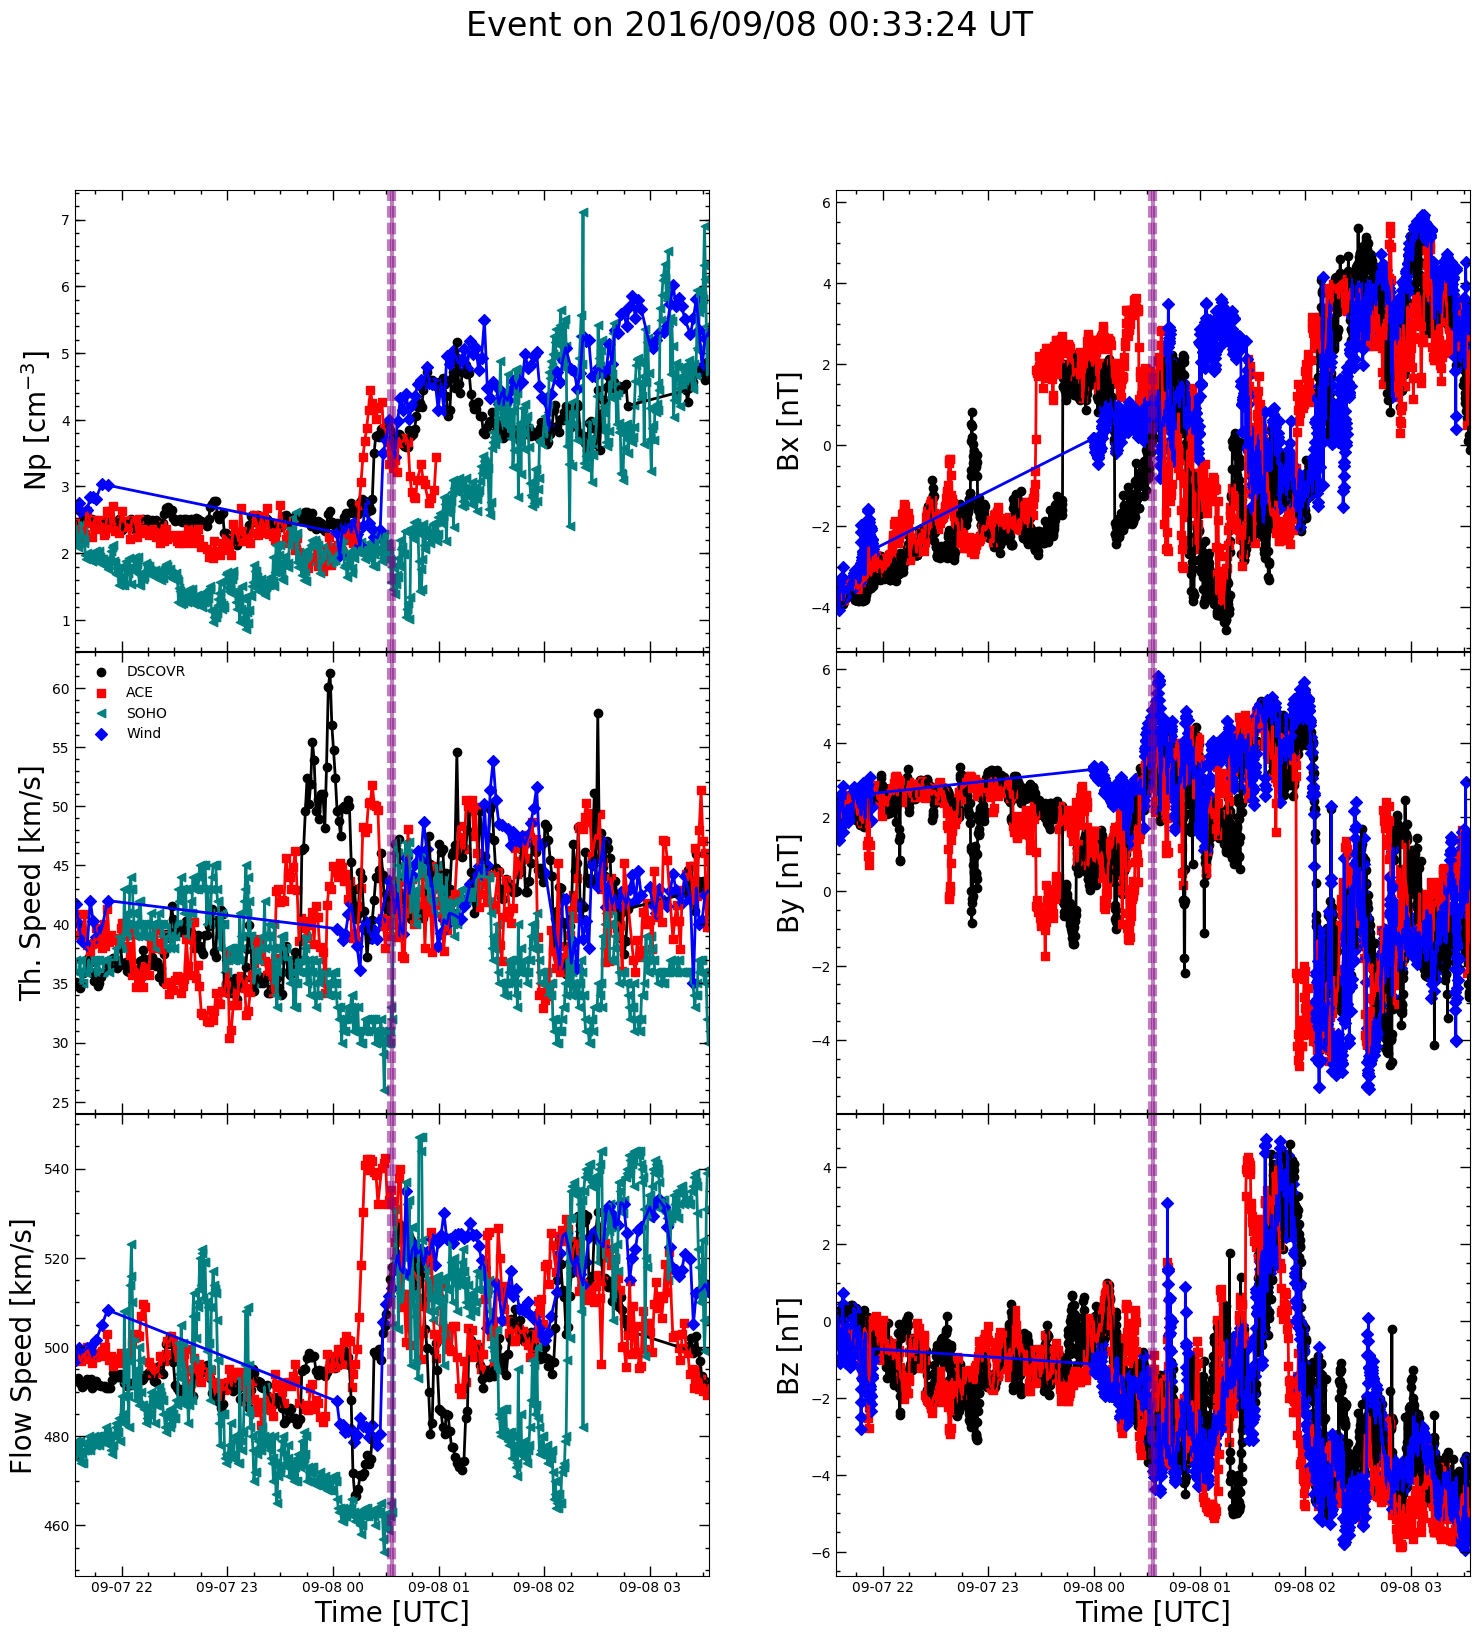 Event on 2016/09/08 00:33:24 UT
Np [cm⁻³]
7
6
5
4
3
2
1
Bx [nT]
6
4
2
0
−2
−4
Th. Speed [km/s]
60
55
50
45
40
35
30
25
DSCOVR
ACE
SOHO
Wind
By [nT]
6
4
2
0
−2
−4
Flow Speed [km/s]
540
520
500
480
460
Bz [nT]
4
2
0
−2
−4
−6
09-07 22 09-07 23 09-08 00 09-08 01 09-08 02 09-08 03
Time [UTC]
09-07 22 09-07 23 09-08 00 09-08 01 09-08 02 09-08 03
Time [UTC]